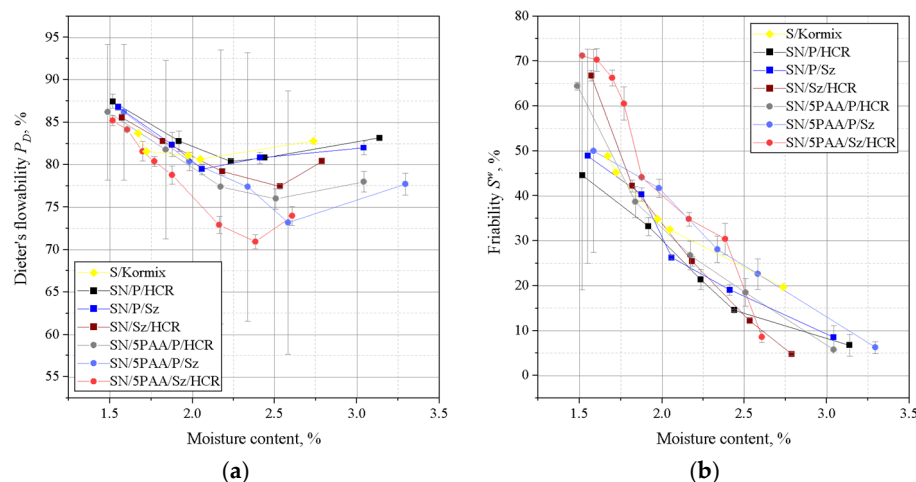 95
90
85
80
75
70
65
60
55
Dieter's flowability P_D, %
S/Kormix
SN/P/HCR
SN/P/Sz
SN/Sz/HCR
SN/5PAA/P/HCR
SN/5PAA/P/Sz
SN/5PAA/Sz/HCR
1.5 2.0 2.5 3.0 3.5
Moisture content, %
(a)
80
70
60
50
40
30
20
10
0
Friability S^w, %
S/Kormix
SN/P/HCR
SN/P/Sz
SN/Sz/HCR
SN/5PAA/P/HCR
SN/5PAA/P/Sz
SN/5PAA/Sz/HCR
1.5 2.0 2.5 3.0 3.5
Moisture content, %
(b)